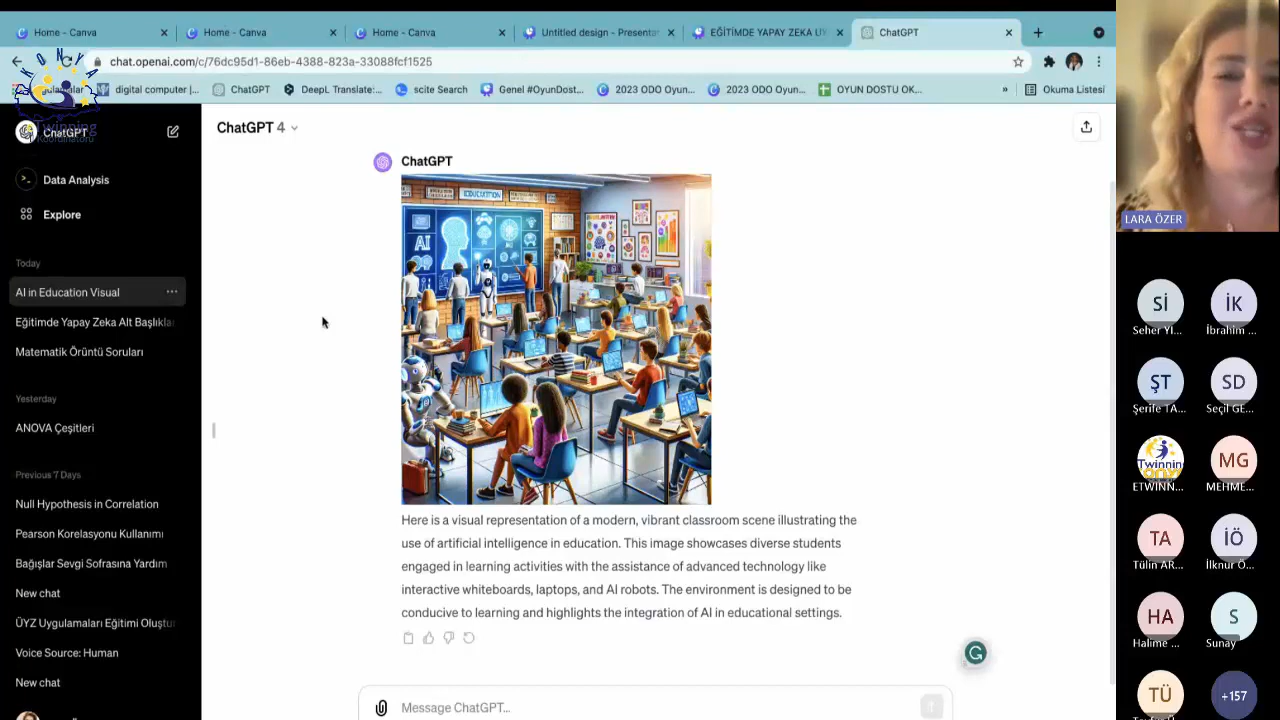 Home - Canva
Home - Canva
Home - Canva
Untitled design - Presentat
EĞİTİMDE YAPAY ZEKA UY
ChatGPT
chat.openai.com/c/76dc95d1-86eb-4388-823a-33088fcf1525
digital computer |...
ChatGPT
DeepL Translate:...
scite Search
Genel #OyunDost...
2023 ODO Oyun...
2023 ODO Oyun...
OYUN DOSTU OK...
»
Okuma Listesi
KONYA
Twinning
Koordinatörü
ChatGPT
ChatGPT 4
Data Analysis
Explore
Today
AI in Education Visual
Eğitimde Yapay Zeka Alt Başlıkla
Matematik Örüntü Soruları
Yesterday
ANOVA Çeşitleri
Previous 7 Days
Null Hypothesis in Correlation
Pearson Korelasyonu Kullanımı
Bağışlar Sevgi Sofrasına Yardım
New chat
ÜYZ Uygulamaları Eğitimi Oluştu
Voice Source: Human
New chat
ChatGPT
AI
Here is a visual representation of a modern, vibrant classroom scene illustrating the
use of artificial intelligence in education. This image showcases diverse students
engaged in learning activities with the assistance of advanced technology like
interactive whiteboards, laptops, and AI robots. The environment is designed to be
conducive to learning and highlights the integration of AI in educational settings.
Message ChatGPT...
LARA ÖZER
Sİ
Seher YI...
İK
İbrahim ...
ŞT
Şerife TA...
SD
Seçil GE...
Twinning
ETWINN...
MG
MEHME...
TA
Tülin AR...
İÖ
İlknur Ö...
HA
Halime ...
S
Sunay
TÜ
+157